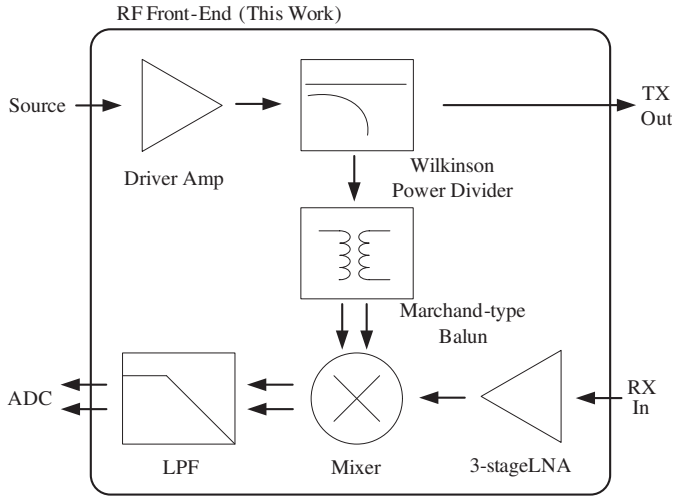 RF Front-End (This Work)
Source
TX
Out
Driver Amp
Wilkinson
Power Divider
Marchand-type
Balun
ADC
RX
In
LPF
Mixer
3-stageLNA